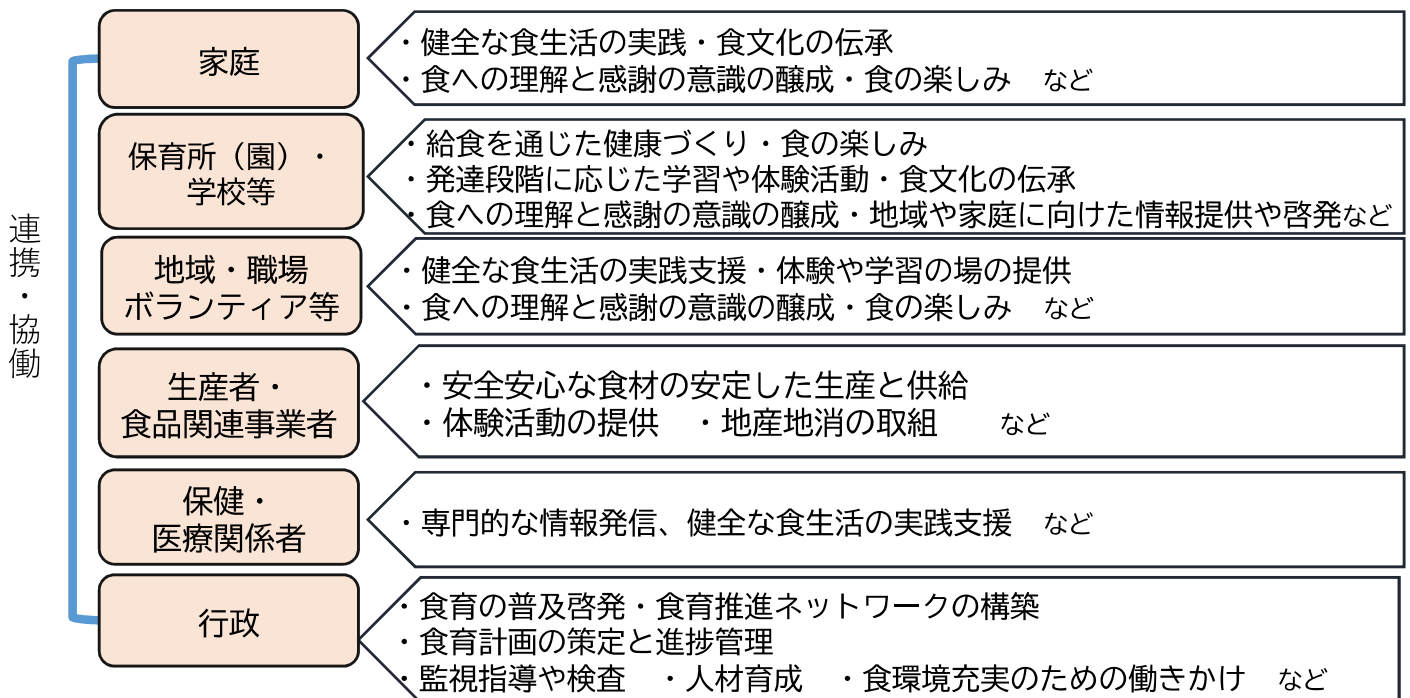 連携・協働
家庭
・健全な食生活の実践・食文化の伝承
・食への理解と感謝の意識の醸成・食の楽しみ　など
保育所（園）・
学校等
・給食を通じた健康づくり・食の楽しみ
・発達段階に応じた学習や体験活動・食文化の伝承
・食への理解と感謝の意識の醸成・地域や家庭に向けた情報提供や啓発など
地域・職場
ボランティア等
・健全な食生活の実践支援・体験や学習の場の提供
・食への理解と感謝の意識の醸成・食の楽しみ　など
生産者・
食品関連事業者
・安全安心な食材の安定した生産と供給
・体験活動の提供　・地産地消の取組　　など
保健・
医療関係者
・専門的な情報発信、健全な食生活の実践支援　など
行政
・食育の普及啓発・食育推進ネットワークの構築
・食育計画の策定と進捗管理
・監視指導や検査　・人材育成　・食環境充実のための働きかけ　など